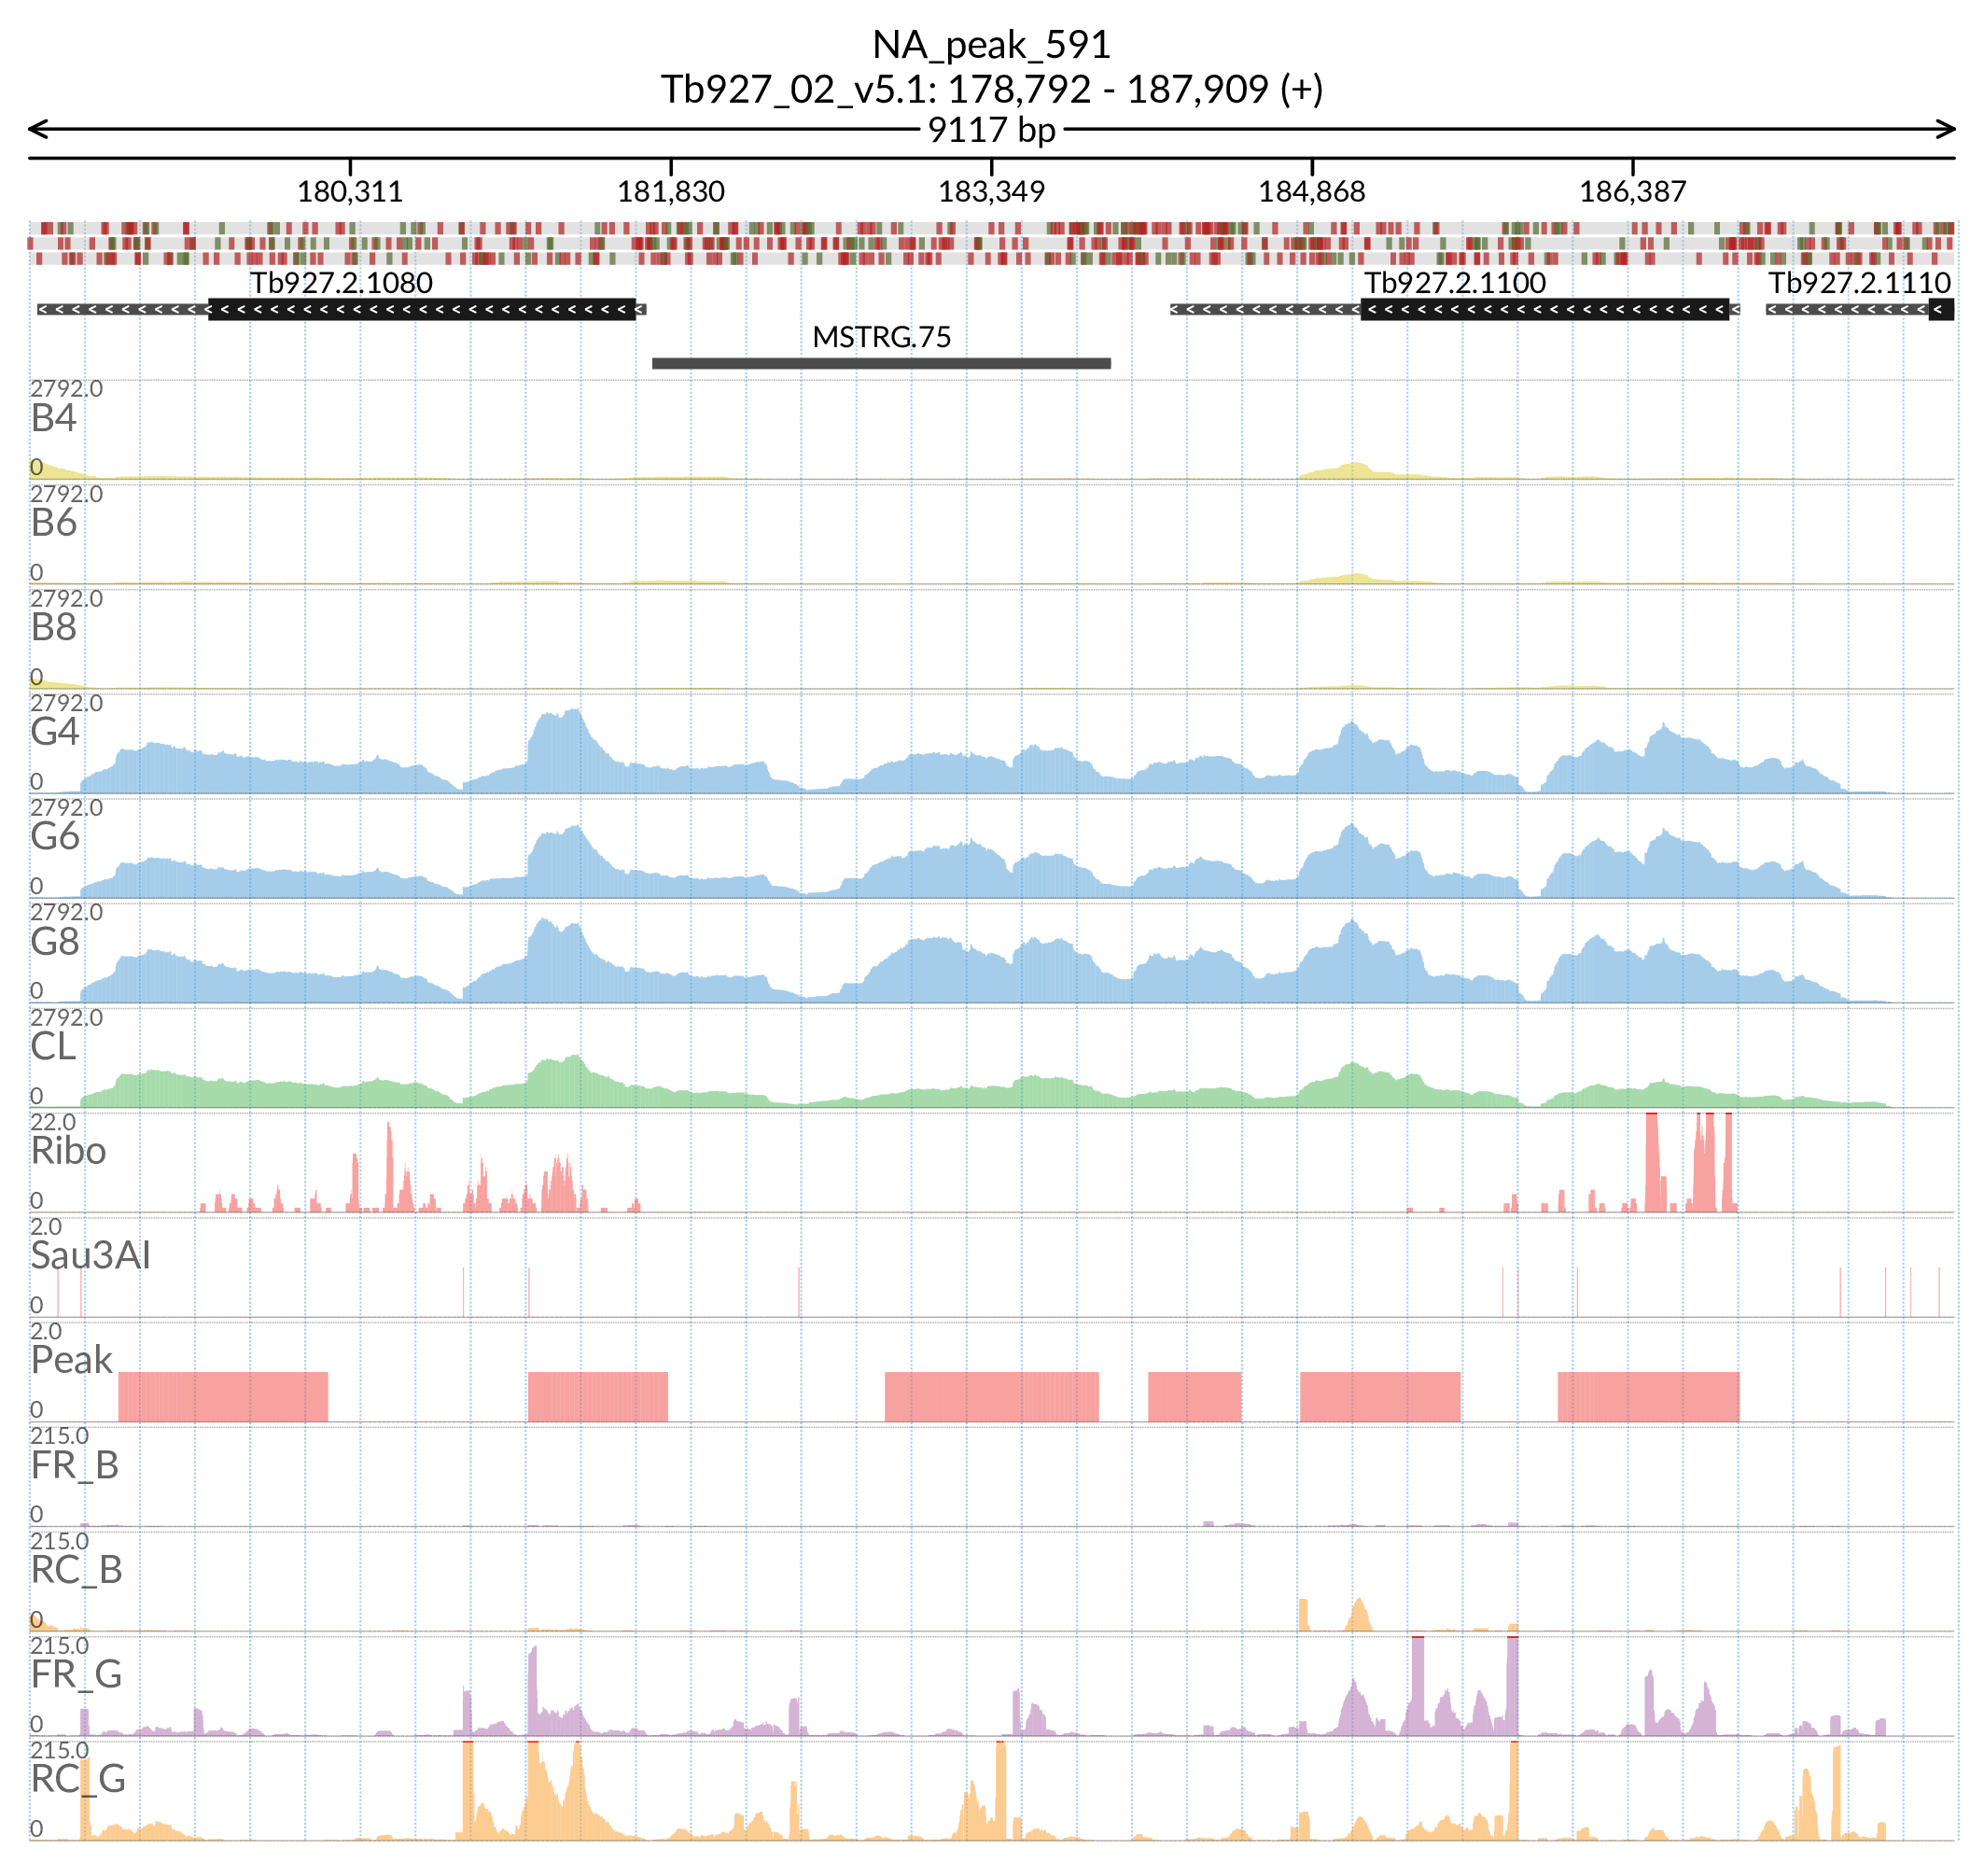 NA_peak_591
Tb927_02_v5.1: 178,792 - 187,909 (+)
9117 bp
180,311 181,830 183,349 184,868 186,387
Tb927.2.1080 Tb927.2.1100 Tb927.2.1110
MSTRG.75
2792.0
B4
0
2792.0
B6
0
2792.0
B8
0
2792.0
G4
0
2792.0
G6
0
2792.0
G8
0
2792.0
CL
0
22.0
Ribo
0
2.0
Sau3AI
0
2.0
Peak
0
215.0
FR_B
0
215.0
RC_B
0
215.0
FR_G
0
215.0
RC_G
0